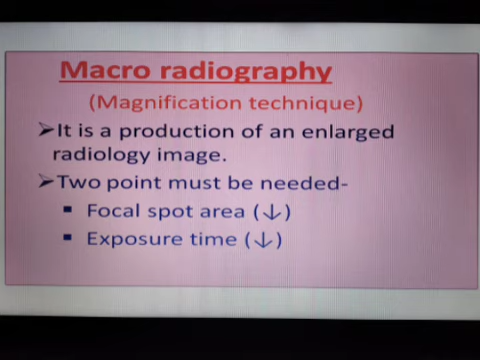 Macro radiography
(Magnification technique)
➢It is a production of an enlarged
radiology image.
➢Two point must be needed-
▪ Focal spot area (↓)
▪ Exposure time (↓)